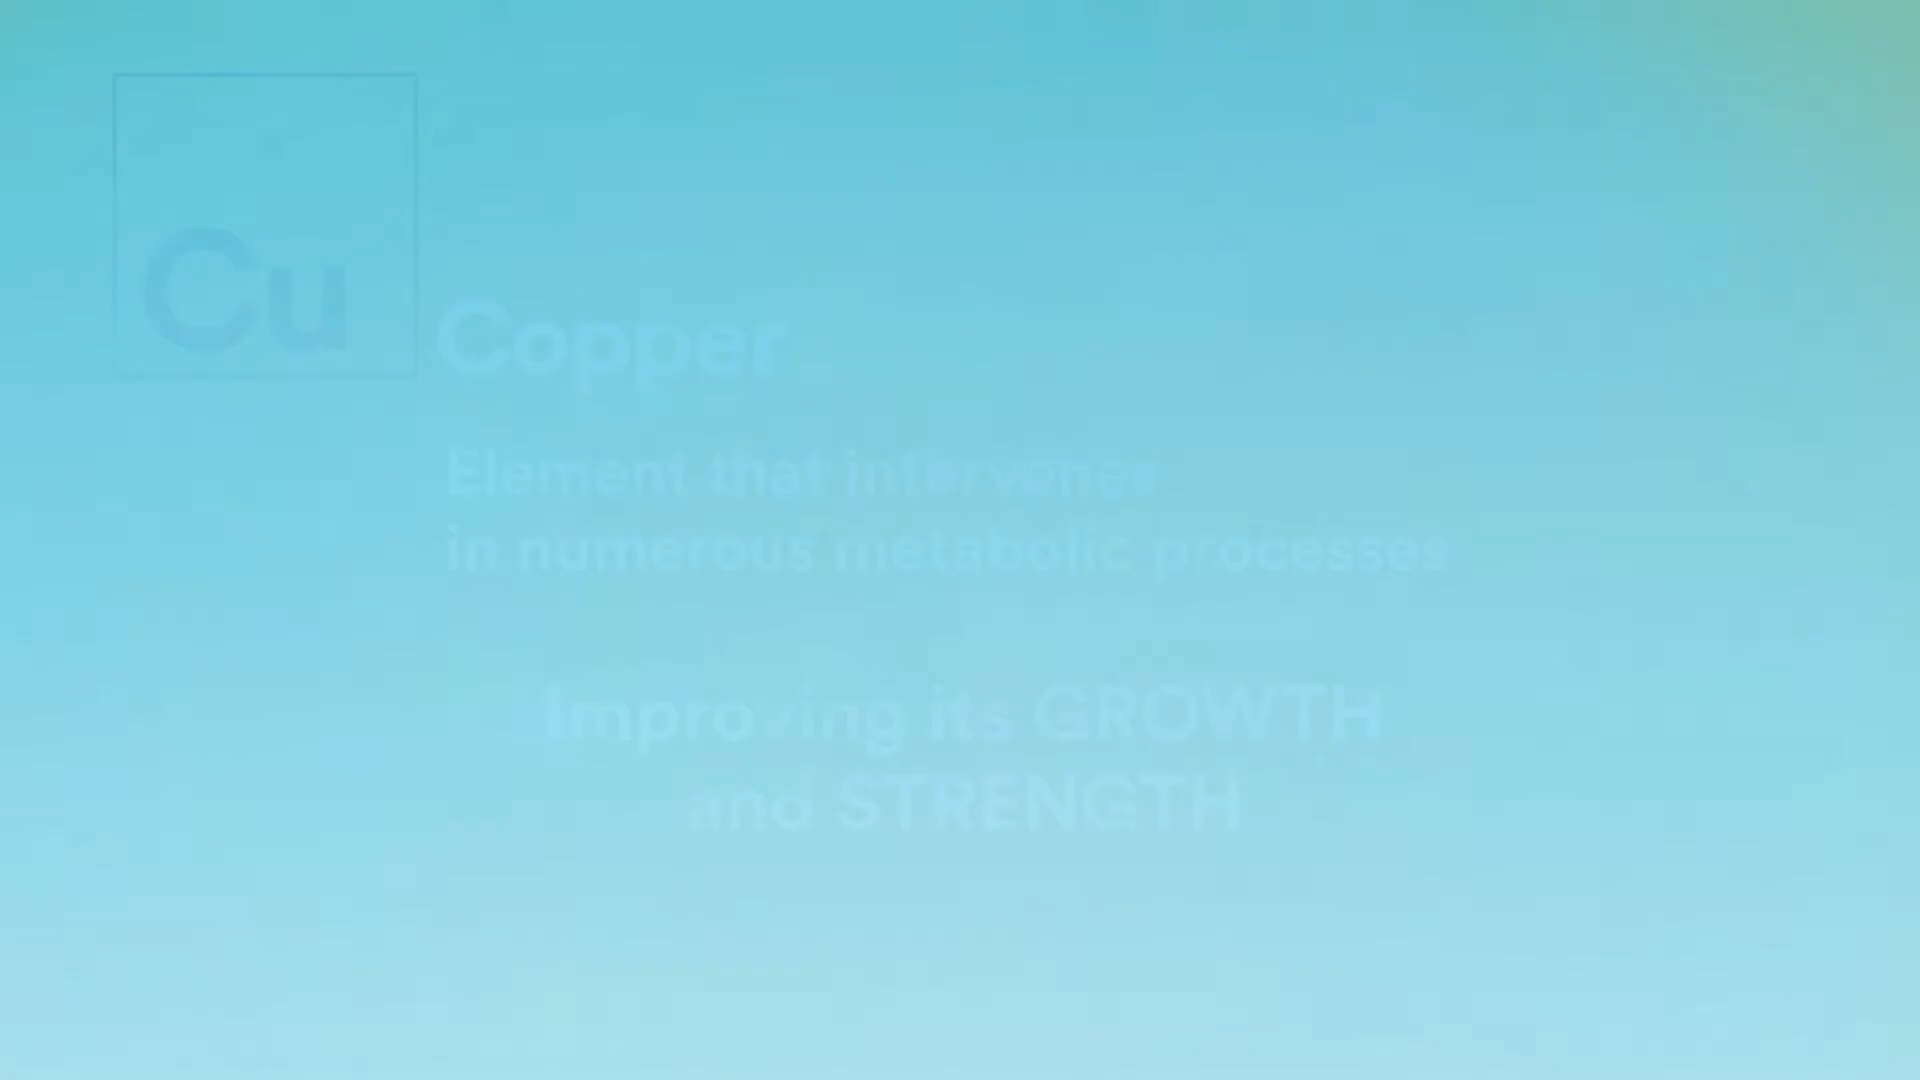 Cu
Copper
Element that intervenes
in numerous metabolic processes
Improving its GROWTH
and STRENGTH